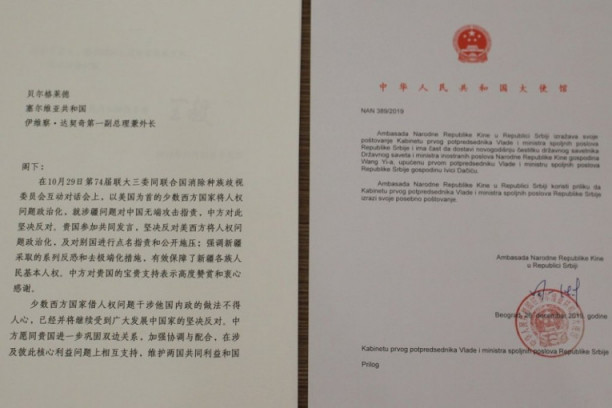 贝尔格莱德
塞尔维亚共和国
伊维察·达契奇第一副总理兼外长
阁下：
在10月29日第74届联大三委同联合国消除种族歧视
委员会互动对话会上，以美国为首的少数西方国家将人权
问题政治化，就涉疆问题对中国无端攻击指责，中方对此
坚决反对。贵国参加共同发言，坚决反对美西方将人权问
题政治化，及对别国进行点名指责和公开施压；强调新疆
采取的系列反恐和去极端化措施，有效保障了新疆各族人
民基本人权。中方对贵国的宝贵支持表示高度赞赏和衷心
感谢。
少数西方国家借人权问题干涉他国内政的做法不得
人心，已经并将继续受到广大发展中国家的坚决反对。中
方愿同贵国进一步巩固双边关系，加强协调与配合，在涉
及彼此核心利益问题上相互支持，维护两国共同利益和国
中华人民共和国大使馆
NAN 389/2019
Ambasada Narodne Republike Kine u Republici Srbiji izražava svoje
poštovanje Kabinetu prvog potpredsednika Vlade i ministra spoljnih poslova
Republike Srbije i ima čast da dostavi novogodišnju čestitku državnog savetnika
Državnog saveta i ministra inostranih poslova Narodne Republike Kine gospodina
Wang Yi-a, upućenu prvom potpredsedniku Vlade i ministru spoljnih poslova
Republike Srbije gospodinu Ivici Dačiću.
Ambasada Narodne Republike Kine u Republici Srbiji koristi priliku da
Kabinetu prvog potpredsednika Vlade i ministra spoljnih poslova Republike Srbije
izrazi svoje posebno poštovanje.
Ambasada Narodne Republike Kine
u Republici Srbiji
Beograd, decembar 2019. godine
Kabinetu prvog potpredsednika Vlade i ministra spoljnih poslova Republike Srbije
Prilog